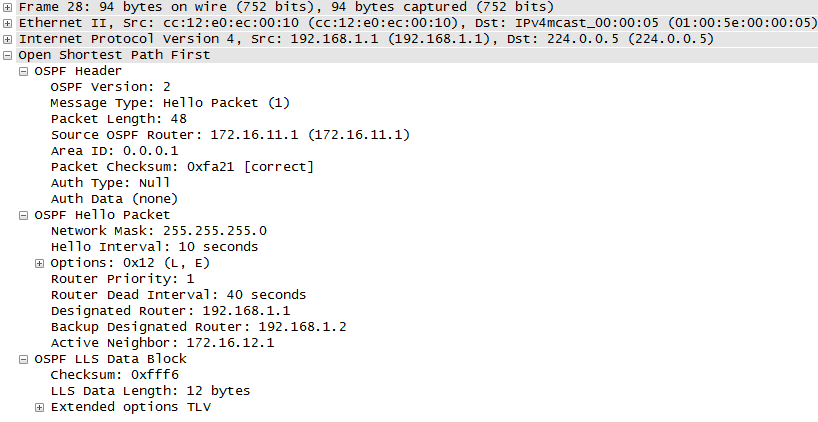 Frame 28: 94 bytes on wire (752 bits), 94 bytes captured (752 bits)
Ethernet II, Src: cc:12:e0:ec:00:10 (cc:12:e0:ec:00:10), Dst: IPv4mcast_00:00:05 (01:00:5e:00:00:05)
Internet Protocol Version 4, Src: 192.168.1.1 (192.168.1.1), Dst: 224.0.0.5 (224.0.0.5)
Open Shortest Path First
OSPF Header
OSPF Version: 2
Message Type: Hello Packet (1)
Packet Length: 48
Source OSPF Router: 172.16.11.1 (172.16.11.1)
Area ID: 0.0.0.1
Packet Checksum: 0xfa21 [correct]
Auth Type: Null
Auth Data (none)
OSPF Hello Packet
Network Mask: 255.255.255.0
Hello Interval: 10 seconds
Options: 0x12 (L, E)
Router Priority: 1
Router Dead Interval: 40 seconds
Designated Router: 192.168.1.1
Backup Designated Router: 192.168.1.2
Active Neighbor: 172.16.12.1
OSPF LLS Data Block
Checksum: 0xfff6
LLS Data Length: 12 bytes
Extended options TLV